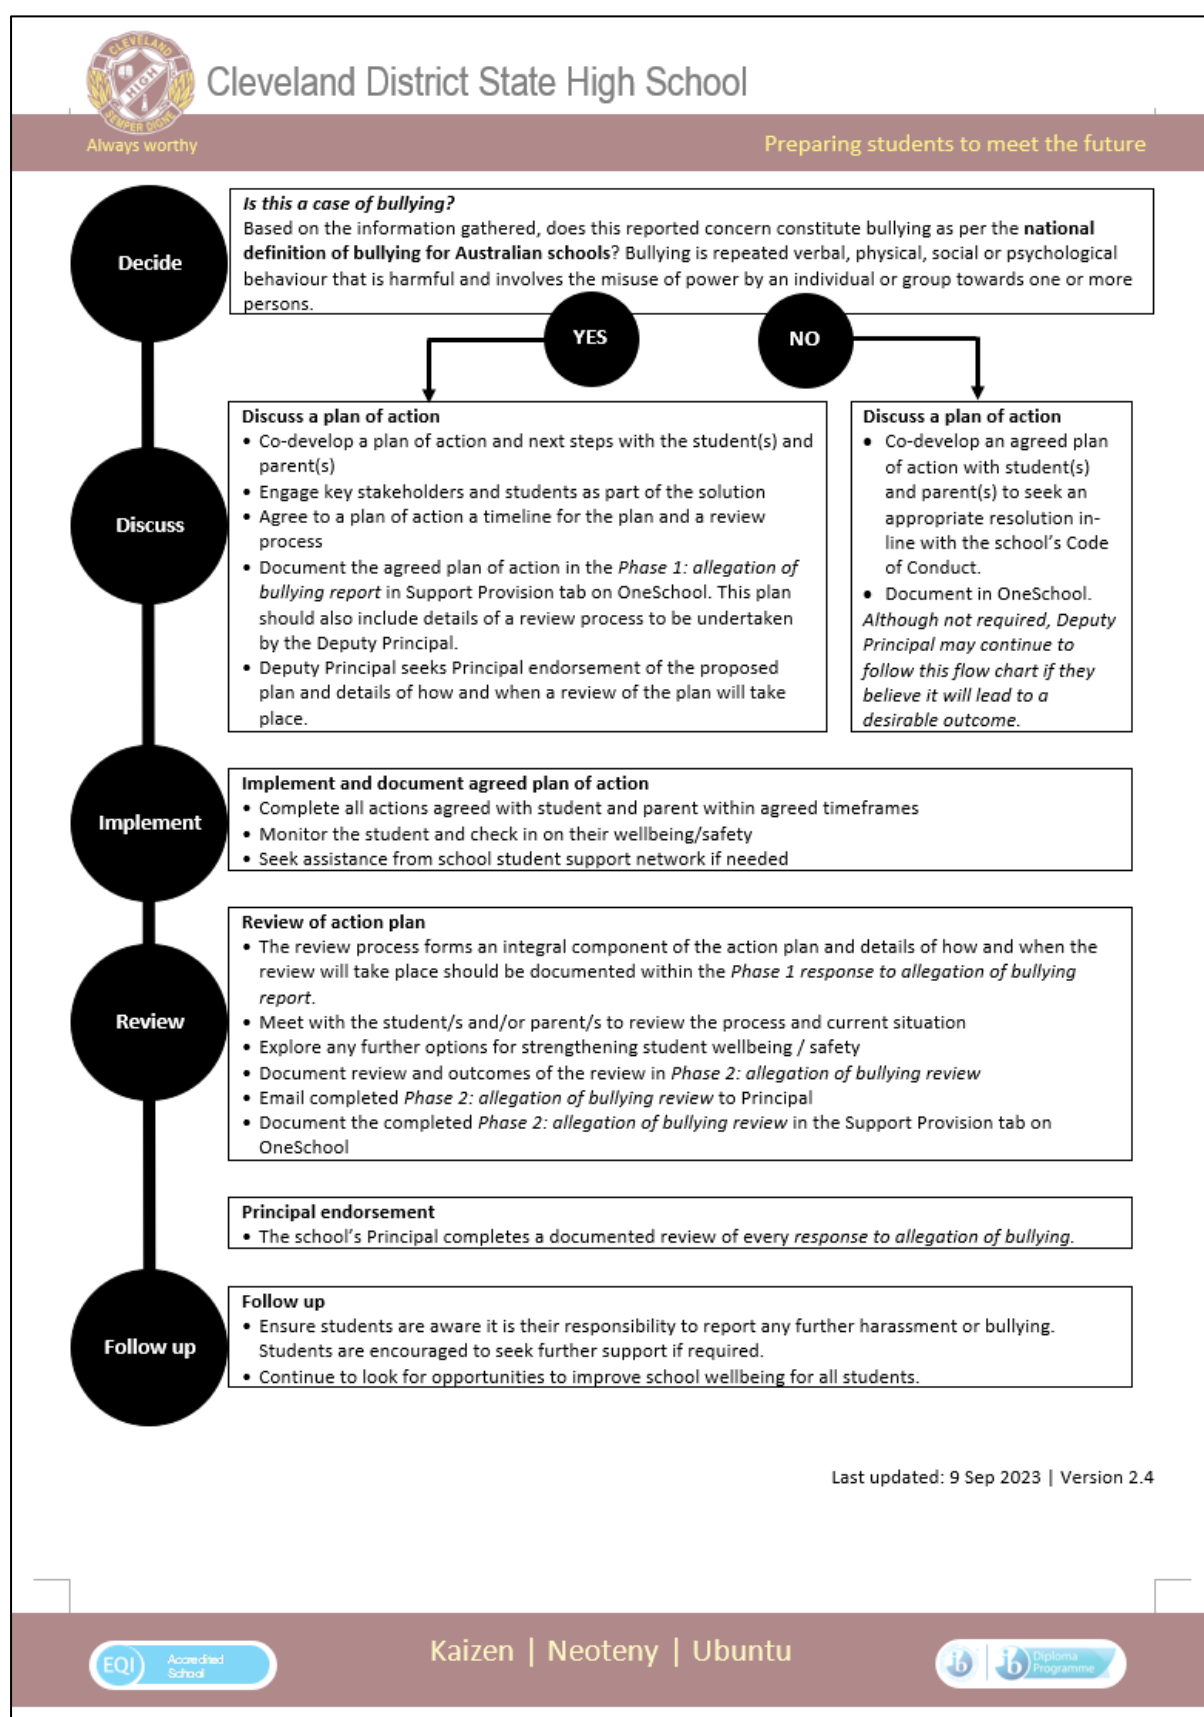 CLEVELAND
HIGH
SEMPER DIGNE
Cleveland District State High School
Always worthy
Preparing students to meet the future
Decide
Is this a case of bullying?
Based on the information gathered, does this reported concern constitute bullying as per the national
definition of bullying for Australian schools? Bullying is repeated verbal, physical, social or psychological
behaviour that is harmful and involves the misuse of power by an individual or group towards one or more
persons.
YES
NO
Discuss
Discuss a plan of action
• Co-develop a plan of action and next steps with the student(s) and
parent(s)
• Engage key stakeholders and students as part of the solution
• Agree to a plan of action a timeline for the plan and a review
process
• Document the agreed plan of action in the Phase 1: allegation of
bullying report in Support Provision tab on OneSchool. This plan
should also include details of a review process to be undertaken
by the Deputy Principal.
• Deputy Principal seeks Principal endorsement of the proposed
plan and details of how and when a review of the plan will take
place.
Discuss a plan of action
• Co-develop an agreed plan
of action with student(s)
and parent(s) to seek an
appropriate resolution in-
line with the school's Code
of Conduct.
• Document in OneSchool.
Although not required, Deputy
Principal may continue to
follow this flow chart if they
believe it will lead to a
desirable outcome.
Implement
Implement and document agreed plan of action
• Complete all actions agreed with student and parent within agreed timeframes
• Monitor the student and check in on their wellbeing/safety
• Seek assistance from school student support network if needed
Review
Review of action plan
• The review process forms an integral component of the action plan and details of how and when the
review will take place should be documented within the Phase 1 response to allegation of bullying
report.
• Meet with the student/s and/or parent/s to review the process and current situation
• Explore any further options for strengthening student wellbeing / safety
• Document review and outcomes of the review in Phase 2: allegation of bullying review
• Email completed Phase 2: allegation of bullying review to Principal
• Document the completed Phase 2: allegation of bullying review in the Support Provision tab on
OneSchool
Principal endorsement
• The school's Principal completes a documented review of every response to allegation of bullying.
Follow up
Follow up
• Ensure students are aware it is their responsibility to report any further harassment or bullying.
Students are encouraged to seek further support if required.
• Continue to look for opportunities to improve school wellbeing for all students.
Last updated: 9 Sep 2023 | Version 2.4
EQI
Accredited
School
Kaizen | Neoteny | Ubuntu
ib
ib
Diploma
Programme